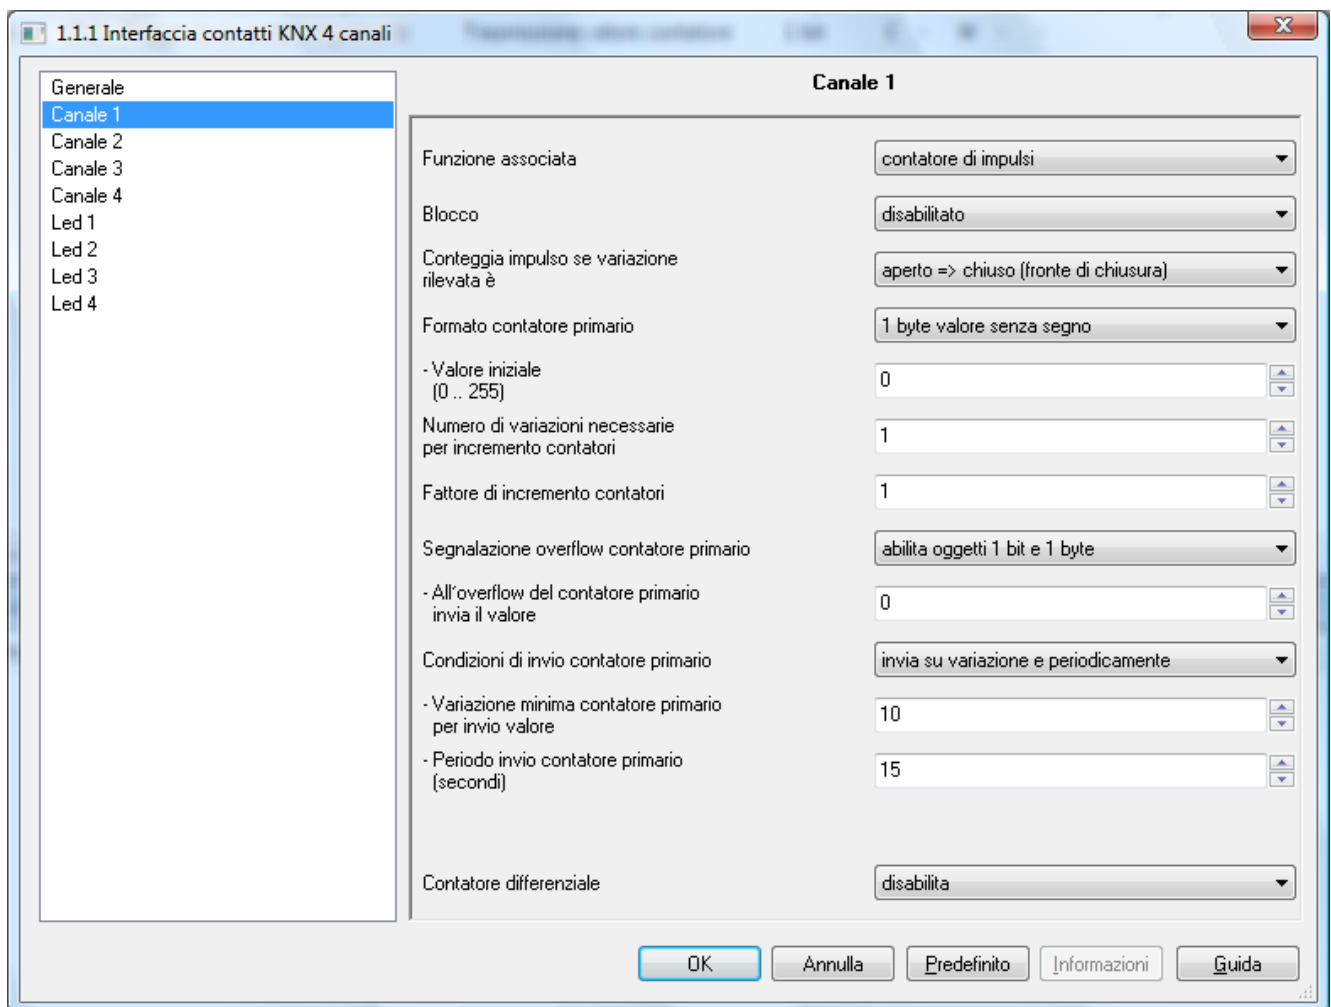 1.1.1 Interfaccia contatti KNX 4 canali
Generale
Canale 1
Canale 2
Canale 3
Canale 4
Led 1
Led 2
Led 3
Led 4
Canale 1
Funzione associata
contatore di impulsi
Blocco
disabilitato
Conteggia impulso se variazione
rilevata è
aperto => chiuso (fronte di chiusura)
Formato contatore primario
1 byte valore senza segno
- Valore iniziale
(0 .. 255)
0
Numero di variazioni necessarie
per incremento contatori
1
Fattore di incremento contatori
1
Segnalazione overflow contatore primario
abilita oggetti 1 bit e 1 byte
- All'overflow del contatore primario
invia il valore
0
Condizioni di invio contatore primario
invia su variazione e periodicamente
- Variazione minima contatore primario
per invio valore
10
- Periodo invio contatore primario
(secondi)
15
Contatore differenziale
disabilita
OK
Annulla
Predefinito
Informazioni
Guida